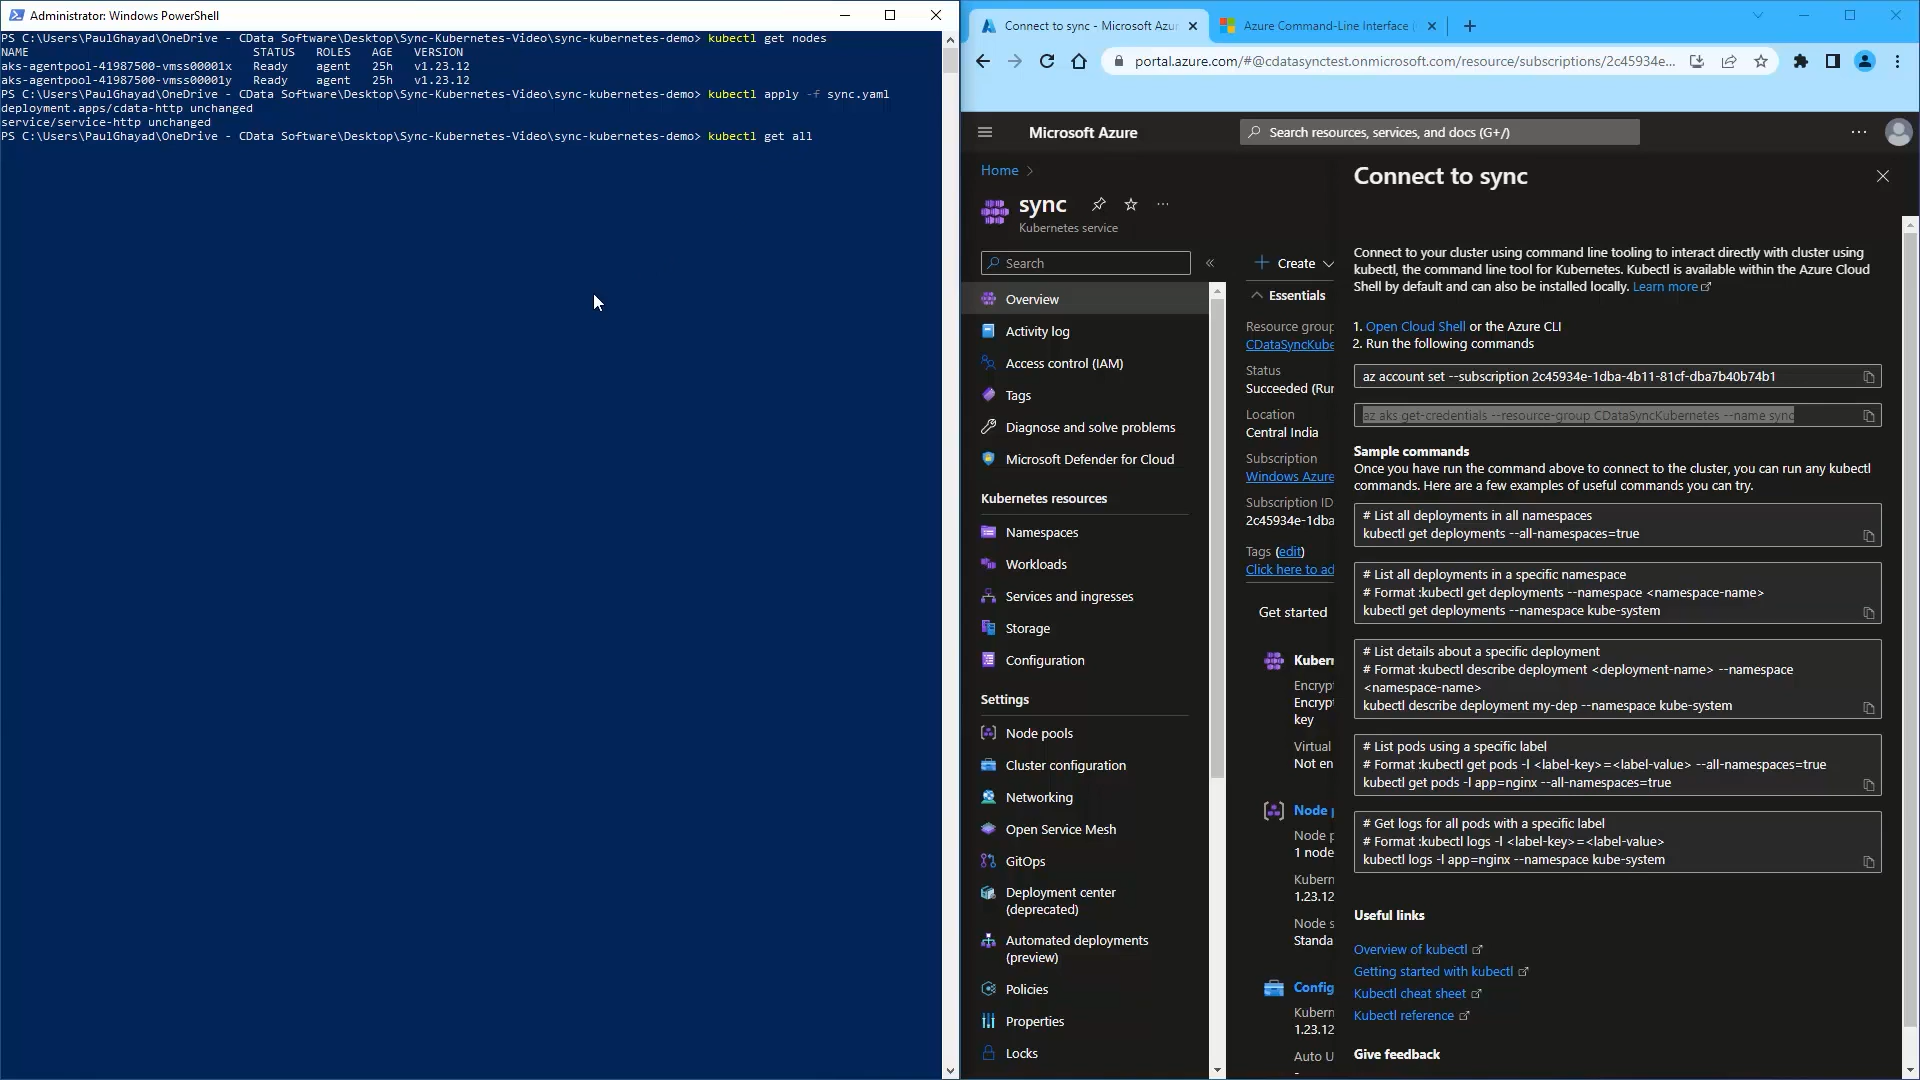 Administrator: Windows PowerShell
PS C:\Users\PaulGhayad\OneDrive - CData Software\Desktop\Sync-Kubernetes-Video\sync-kubernetes-demo> kubectl get nodes
NAME STATUS ROLES AGE VERSION
aks-agentpool-41987500-vmss00001x Ready agent 25h v1.23.12
aks-agentpool-41987500-vmss00001y Ready agent 25h v1.23.12
PS C:\Users\PaulGhayad\OneDrive - CData Software\Desktop\Sync-Kubernetes-Video\sync-kubernetes-demo> kubectl apply -f sync.yaml
deployment.apps/cdata-http unchanged
service/service-http unchanged
PS C:\Users\PaulGhayad\OneDrive - CData Software\Desktop\Sync-Kubernetes-Video\sync-kubernetes-demo> kubectl get all
Connect to sync - Microsoft Azu
Azure Command-Line Interface
portal.azure.com/#@cdatasynctest.onmicrosoft.com/resource/subscriptions/2c45934e...
Microsoft Azure
Search resources, services, and docs (G+/)
Home
sync
Kubernetes service
Search
Overview
Activity log
Access control (IAM)
Tags
Diagnose and solve problems
Microsoft Defender for Cloud
Kubernetes resources
Namespaces
Workloads
Services and ingresses
Storage
Configuration
Settings
Node pools
Cluster configuration
Networking
Open Service Mesh
GitOps
Deployment center
(deprecated)
Automated deployments
(preview)
Policies
Properties
Locks
Create
Essentials
Resource group
CDataSyncKube
Status
Succeeded (Run
Location
Central India
Subscription
Windows Azure
Subscription ID
2c45934e-1dba
Tags (edit)
Click here to ad
Get started
Kubern
Encrypt
Encrypt
key
Virtual
Not en
Node p
Node p
1 node
Kubern
1.23.12
Node s
Standa
Config
Kubern
1.23.12
Auto U
-
Connect to sync
Connect to your cluster using command line tooling to interact directly with cluster using
kubectl, the command line tool for Kubernetes. Kubectl is available within the Azure Cloud
Shell by default and can also be installed locally. Learn more
1. Open Cloud Shell or the Azure CLI
2. Run the following commands
az account set --subscription 2c45934e-1dba-4b11-81cf-dba7b40b74b1
az aks get-credentials --resource-group CDataSyncKubernetes --name sync
Sample commands
Once you have run the command above to connect to the cluster, you can run any kubectl
commands. Here are a few examples of useful commands you can try.
# List all deployments in all namespaces
kubectl get deployments --all-namespaces=true
# List all deployments in a specific namespace
# Format :kubectl get deployments --namespace <namespace-name>
kubectl get deployments --namespace kube-system
# List details about a specific deployment
# Format :kubectl describe deployment <deployment-name> --namespace
<namespace-name>
kubectl describe deployment my-dep --namespace kube-system
# List pods using a specific label
# Format :kubectl get pods -l <label-key>=<label-value> --all-namespaces=true
kubectl get pods -l app=nginx --all-namespaces=true
# Get logs for all pods with a specific label
# Format :kubectl logs -l <label-key>=<label-value>
kubectl logs -l app=nginx --namespace kube-system
Useful links
Overview of kubectl
Getting started with kubectl
Kubectl cheat sheet
Kubectl reference
Give feedback